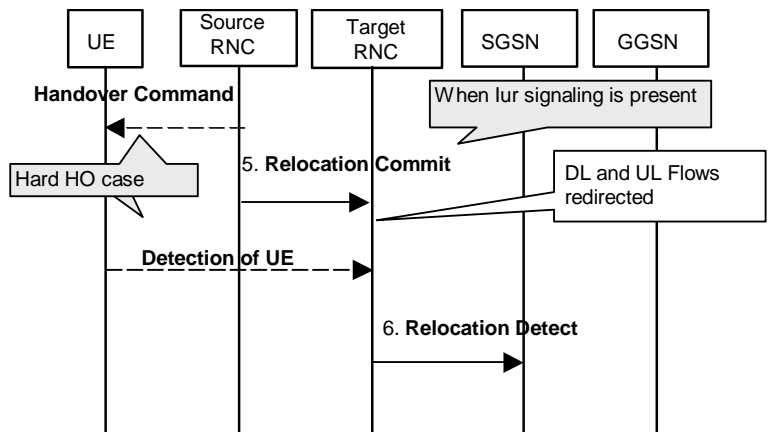 UE
Source
RNC
Target
RNC
SGSN
GGSN
Handover Command
When Iur signaling is present
Hard HO case
5. Relocation Commit
DL and UL Flows
redirected
Detection of UE
6. Relocation Detect